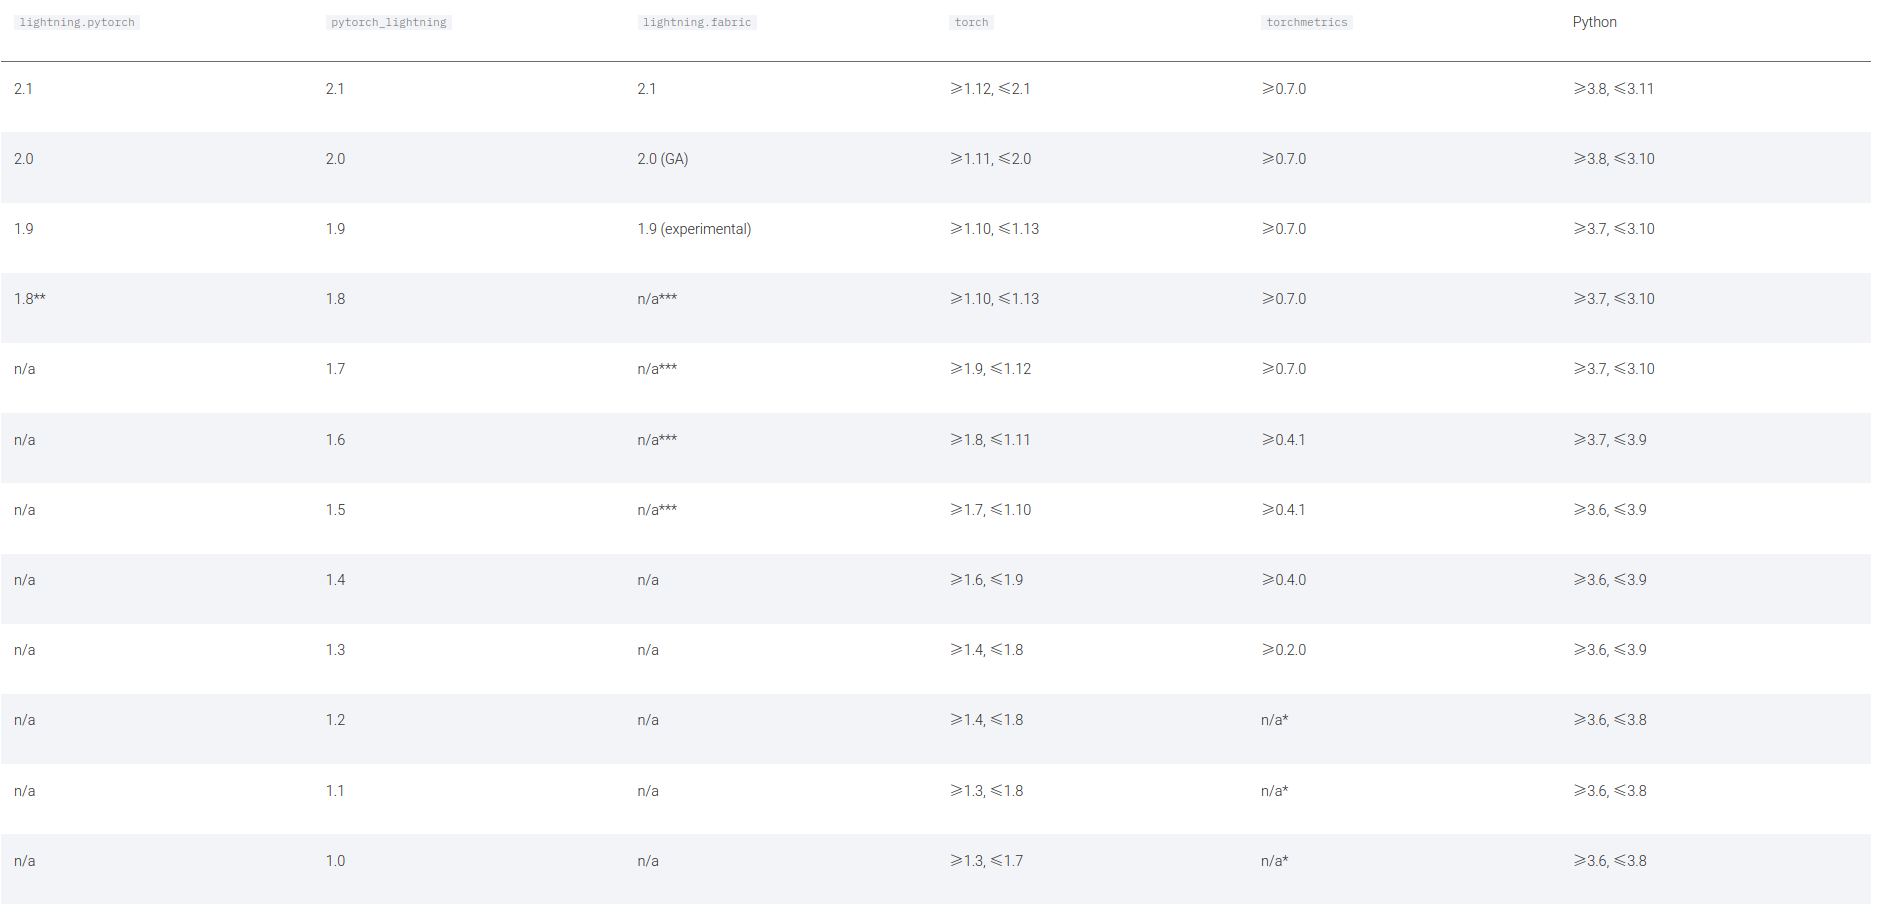 lightning.pytorch pytorch_lightning lightning.fabric torch torchmetrics Python
2.1 2.1 2.1 ⩾1.12, ⩽2.1 ⩾0.7.0 ⩾3.8, ⩽3.11
2.0 2.0 2.0 (GA) ⩾1.11, ⩽2.0 ⩾0.7.0 ⩾3.8, ⩽3.10
1.9 1.9 1.9 (experimental) ⩾1.10, ⩽1.13 ⩾0.7.0 ⩾3.7, ⩽3.10
1.8** 1.8 n/a*** ⩾1.10, ⩽1.13 ⩾0.7.0 ⩾3.7, ⩽3.10
n/a 1.7 n/a*** ⩾1.9, ⩽1.12 ⩾0.7.0 ⩾3.7, ⩽3.10
n/a 1.6 n/a*** ⩾1.8, ⩽1.11 ⩾0.4.1 ⩾3.7, ⩽3.9
n/a 1.5 n/a*** ⩾1.7, ⩽1.10 ⩾0.4.1 ⩾3.6, ⩽3.9
n/a 1.4 n/a ⩾1.6, ⩽1.9 ⩾0.4.0 ⩾3.6, ⩽3.9
n/a 1.3 n/a ⩾1.4, ⩽1.8 ⩾0.2.0 ⩾3.6, ⩽3.9
n/a 1.2 n/a ⩾1.4, ⩽1.8 n/a* ⩾3.6, ⩽3.8
n/a 1.1 n/a ⩾1.3, ⩽1.8 n/a* ⩾3.6, ⩽3.8
n/a 1.0 n/a ⩾1.3, ⩽1.7 n/a* ⩾3.6, ⩽3.8